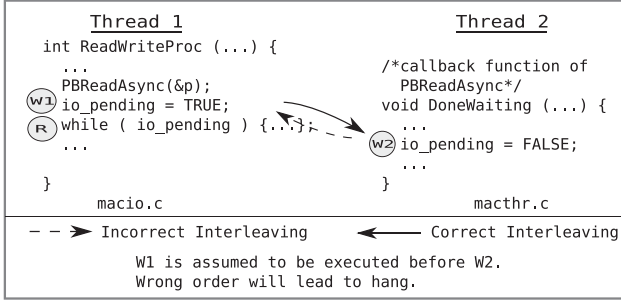 Thread 1
int ReadWriteProc (...) {
...
PBReadAsync(&p);
W1 io_pending = TRUE;
R while ( io_pending ) {...};
...
}
macio.c
Thread 2
/*callback function of
PBReadAsync*/
void DoneWaiting (...) {
...
W2 io_pending = FALSE;
...
}
macthr.c
Incorrect Interleaving
Correct Interleaving
W1 is assumed to be executed before W2.
Wrong order will lead to hang.